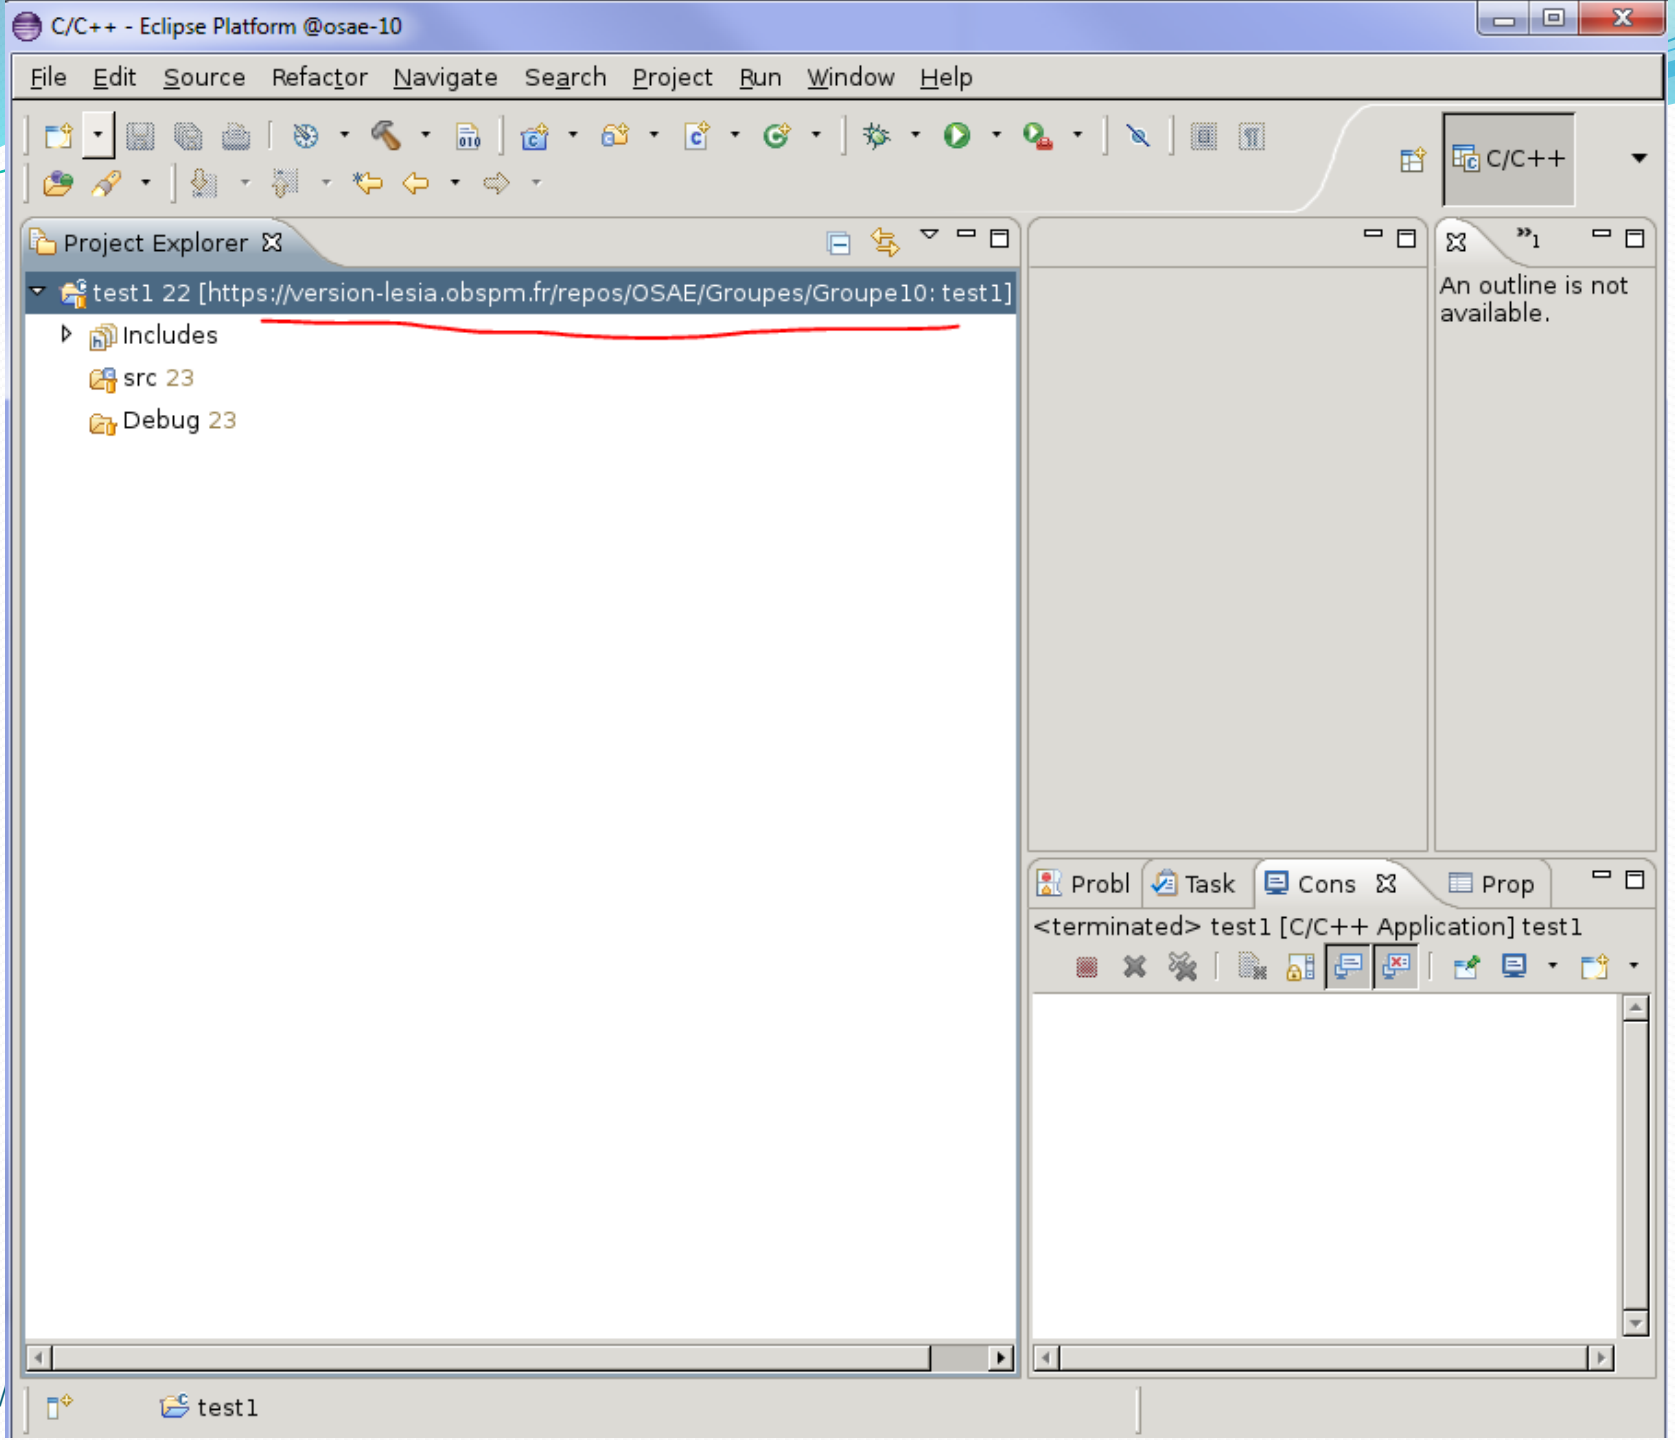 C/C++ - Eclipse Platform @osae-10
File Edit Source Refactor Navigate Search Project Run Window Help
C/C++
Project Explorer
»1
test1 22 [https://version-lesia.obspm.fr/repos/OSAE/Groupes/Groupe10: test1]
Includes
src 23
Debug 23
An outline is not
available.
Probl Task Cons Prop
<terminated> test1 [C/C++ Application] test1
test1